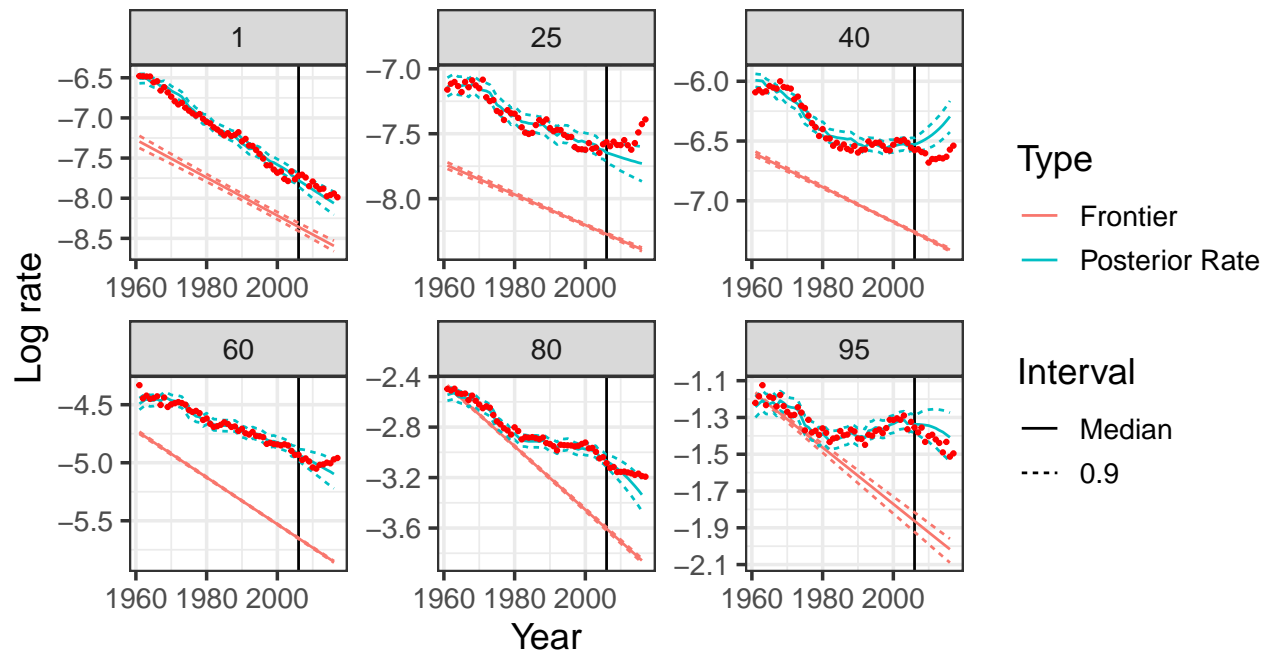 1 25 40
−6.5 −7.0 −7.5 −8.0 −8.5
−7.0 −7.5 −8.0
−6.0 −6.5 −7.0
1960 1980 2000 1960 1980 2000 1960 1980 2000
60 80 95
−4.5 −5.0 −5.5
−2.4 −2.8 −3.2 −3.6
−1.1 −1.3 −1.5 −1.7 −1.9 −2.1
1960 1980 2000 1960 1980 2000 1960 1980 2000
Year
Log rate
Type
Frontier
Posterior Rate
Interval
Median
0.9